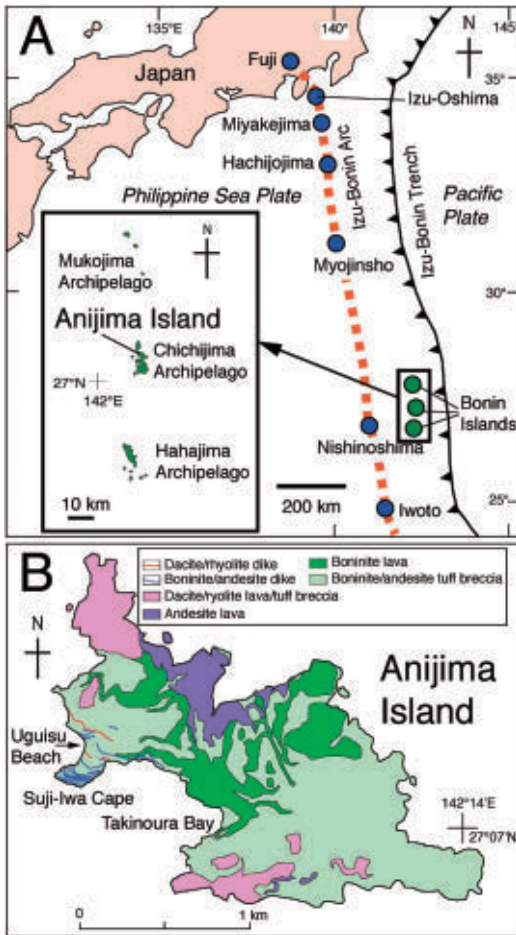 A
135°E
140°
145°
N
Japan
Fuji
35°
Izu-Oshima
Miyakejima
Hachijojima
Izu-Bonin Arc
Izu-Bonin Trench
Philippine Sea Plate
Pacific
Plate
Myojinsho
30°
N
Mukojima
Archipelago
Anijima Island
Chichijima
Archipelago
27°N
142°E
Hahajima
Archipelago
10 km
Bonin
Islands
Nishinoshima
200 km
Iwoto
25°
B
Dacite/rhyolite dike
Boninite/andesite dike
Dacite/ryolite lava/tuff breccia
Andesite lava
Boninite lava
Boninite/andesite tuff breccia
N
Anijima
Island
Uguisu
Beach
Suji-Iwa Cape
Takinoura Bay
142°14'E
27°07'N
0
1 km